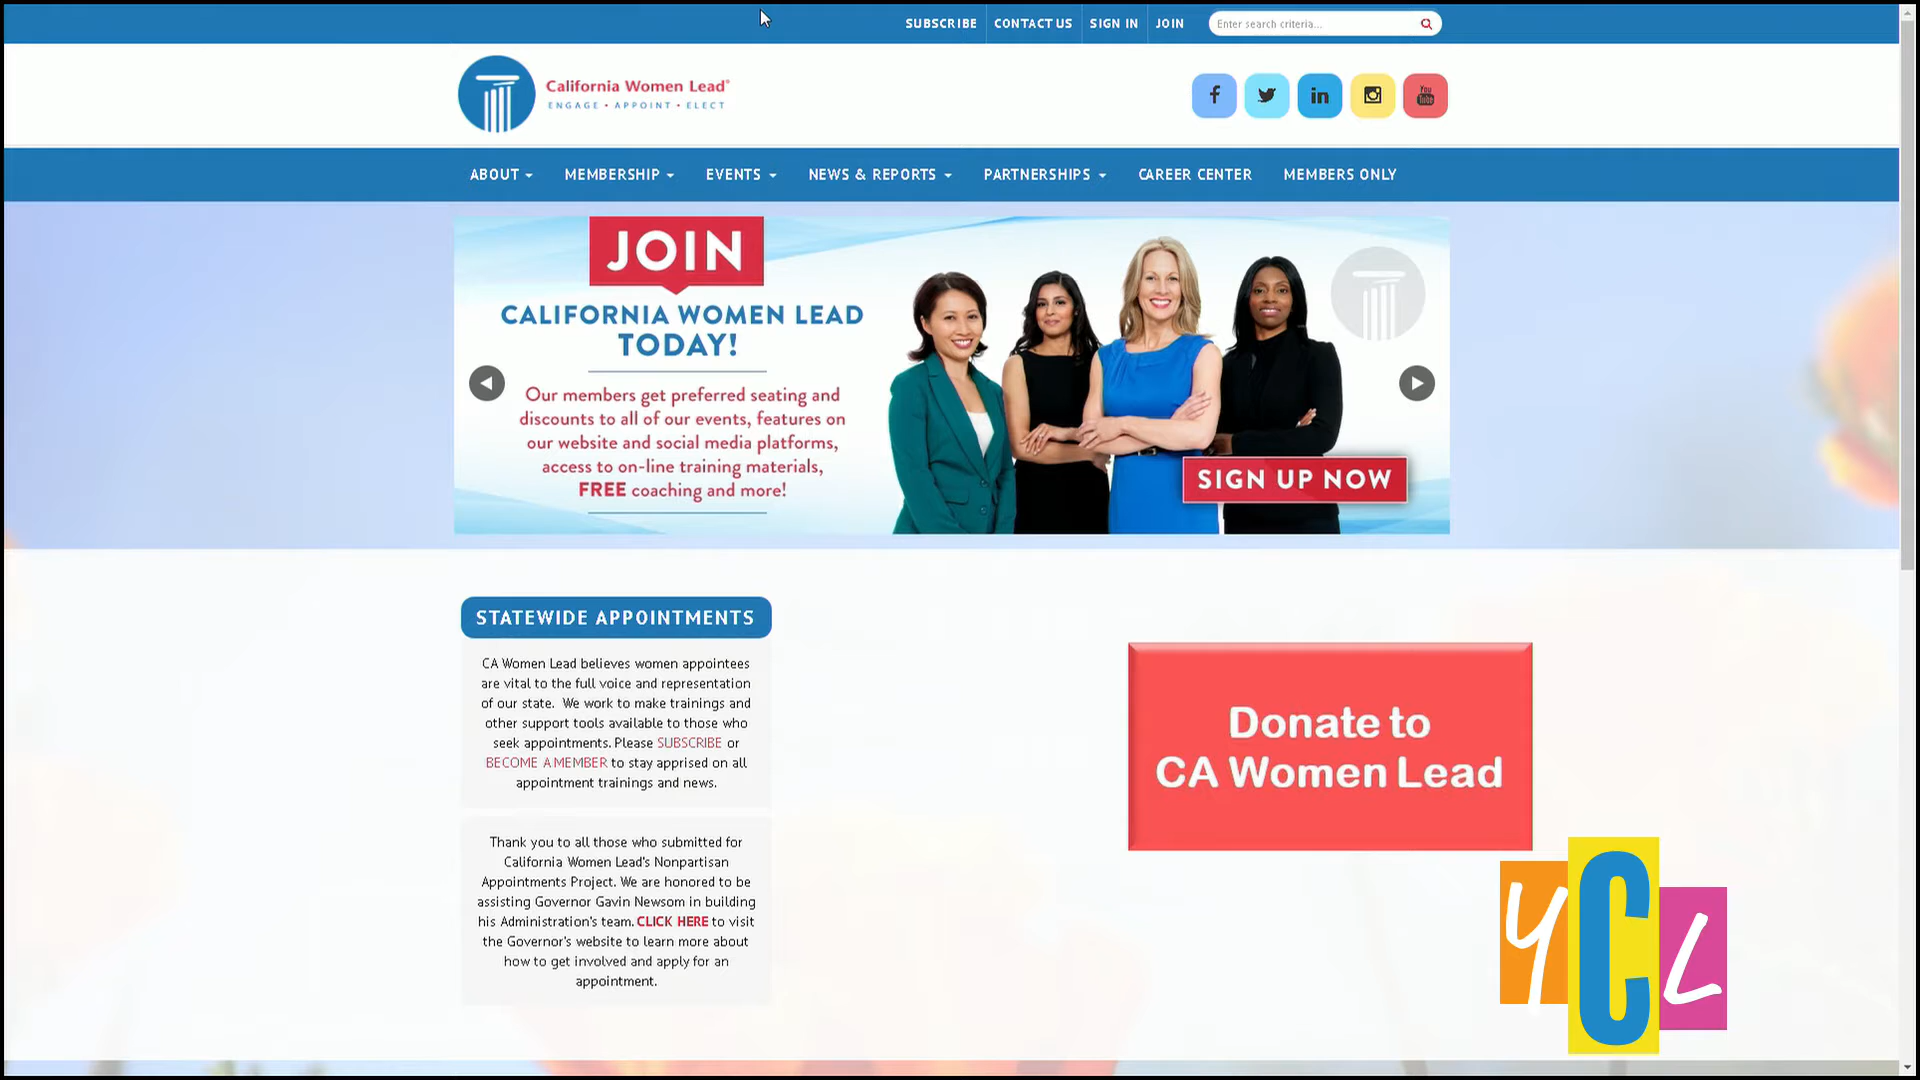 SUBSCRIBE
CONTACT US
SIGN IN
JOIN
Enter search criteria...
California Women Lead®
ENGAGE • APPOINT • ELECT
You
Tube
ABOUT
MEMBERSHIP
EVENTS
NEWS & REPORTS
PARTNERSHIPS
CAREER CENTER
MEMBERS ONLY
JOIN
CALIFORNIA WOMEN LEAD
TODAY!
Our members get preferred seating and
discounts to all of our events, features on
our website and social media platforms,
access to on-line training materials,
FREE coaching and more!
SIGN UP NOW
STATEWIDE APPOINTMENTS
CA Women Lead believes women appointees
are vital to the full voice and representation
of our state. We work to make trainings and
other support tools available to those who
seek appointments. Please SUBSCRIBE or
BECOME A MEMBER to stay apprised on all
appointment trainings and news.
Thank you to all those who submitted for
California Women Lead's Nonpartisan
Appointments Project. We are honored to be
assisting Governor Gavin Newsom in building
his Administration's team. CLICK HERE to visit
the Governor's website to learn more about
how to get involved and apply for an
appointment.
Donate to
CA Women Lead
YCL